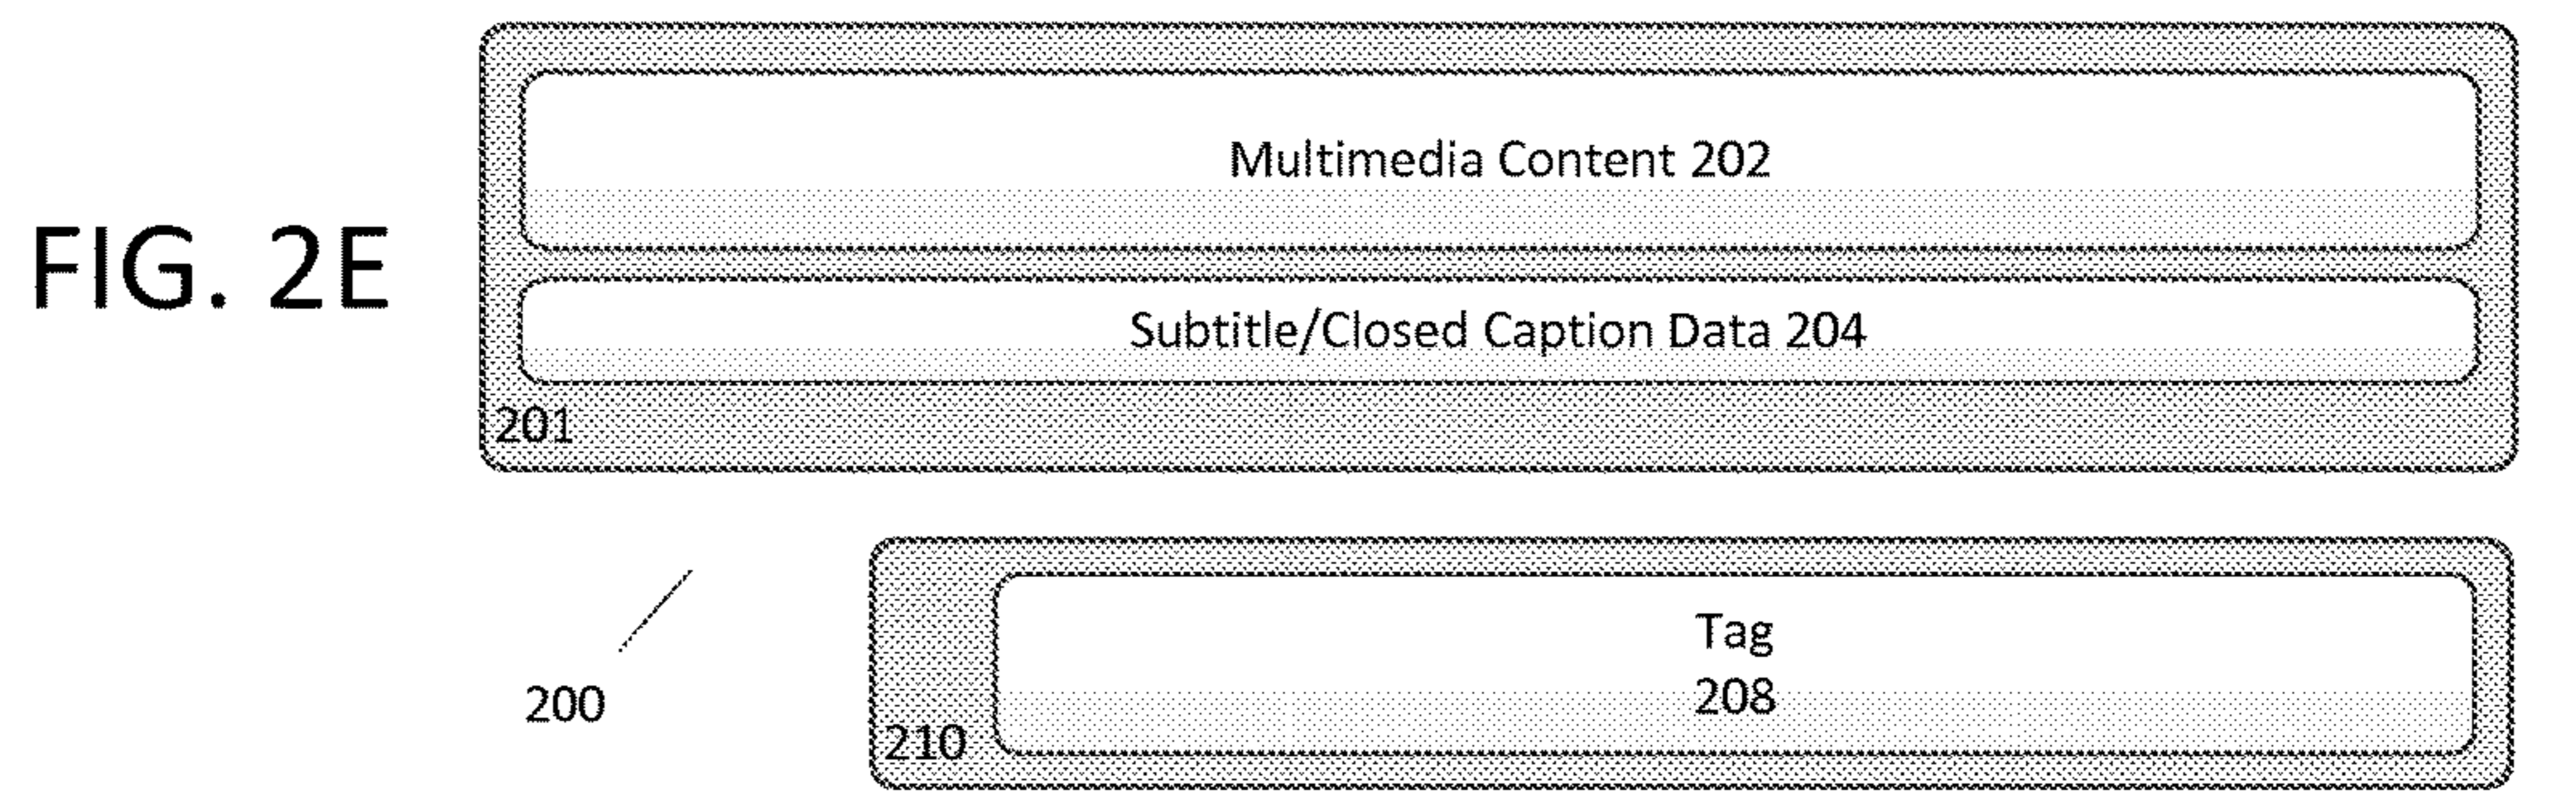 FIG. 2E
Multimedia Content 202
Subtitle/Closed Caption Data 204
201
200
Tag
208
210